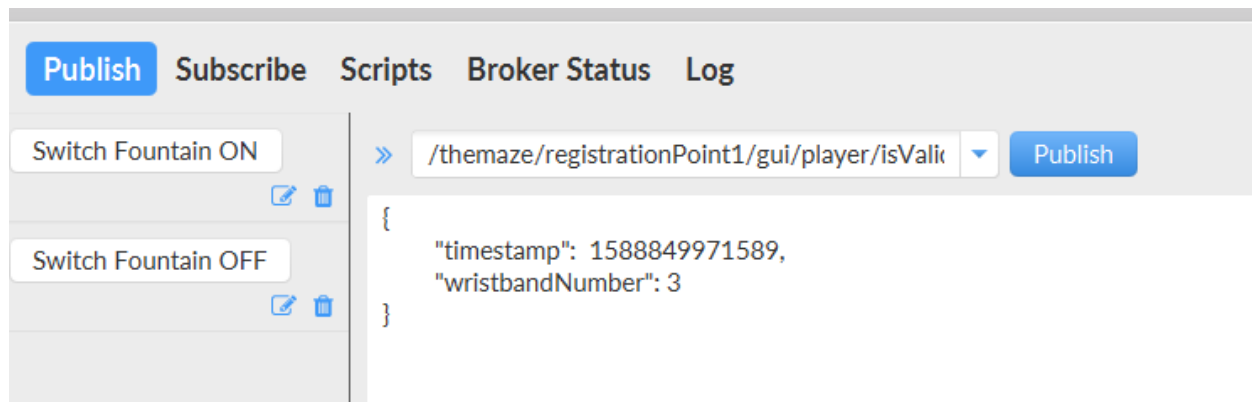 Publish Subscribe Scripts Broker Status Log
Switch Fountain ON
Switch Fountain OFF
/themaze/registrationPoint1/gui/player/isVali Publish
{
"timestamp": 1588849971589,
"wristbandNumber": 3
}